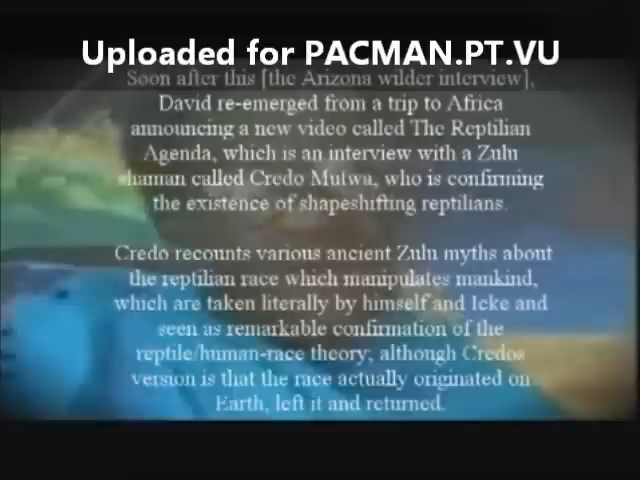 Uploaded for PACMAN.PT.VU
Soon after this [the Arizona wilder interview],
David re-emerged from a trip to Africa
announcing a new video called The Reptilian
Agenda, which is an interview with a Zulu
shaman called Credo Mutwa, who is confirming
the existence of shapeshifting reptilians.
Credo recounts various ancient Zulu myths about
the reptilian race which manipulates mankind,
which are taken literally by himself and Icke and
seen as remarkable confirmation of the
reptile/human-race theory; although Credos
version is that the race actually originated on
Earth, left it and returned.